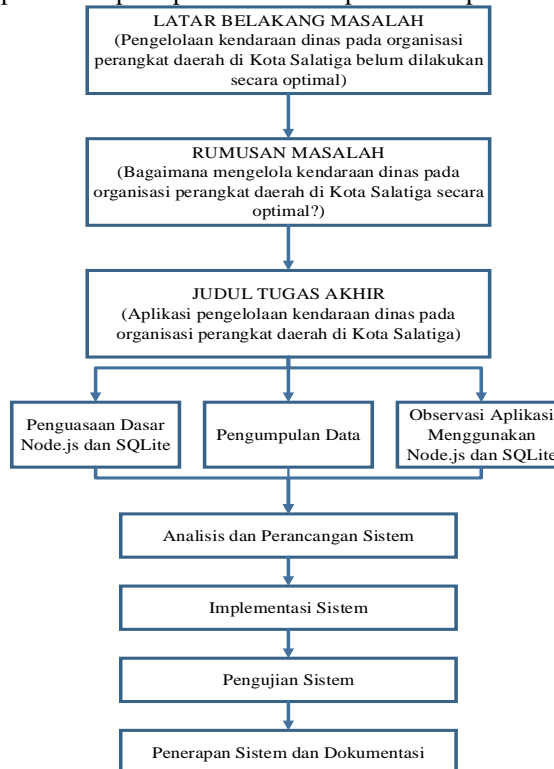 LATAR BELAKANG MASALAH
(Pengelolaan kendaraan dinas pada organisasi
perangkat daerah di Kota Salatiga belum dilakukan
secara optimal)
RUMUSAN MASALAH
(Bagaimana mengelola kendaraan dinas pada
organisasi perangkat daerah di Kota Salatiga secara
optimal?)
JUDUL TUGAS AKHIR
(Aplikasi pengelolaan kendaraan dinas pada
organisasi perangkat daerah di Kota Salatiga)
Penguasaan Dasar
Node.js dan SQLite
Pengumpulan Data
Observasi Aplikasi
Menggunakan
Node.js dan SQLite
Analisis dan Perancangan Sistem
Implementasi Sistem
Pengujian Sistem
Penerapan Sistem dan Dokumentasi